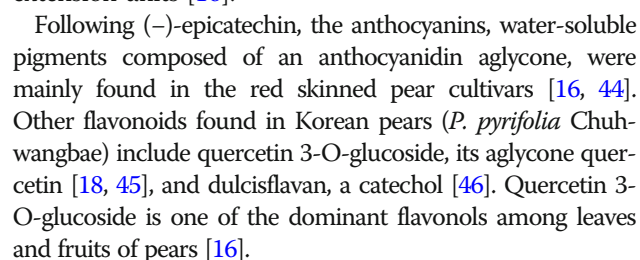 extension units [16].
Following (–)-epicatechin, the anthocyanins, water-soluble
pigments composed of an anthocyanidin aglycone, were
mainly found in the red skinned pear cultivars [16, 44].
Other flavonoids found in Korean pears (P. pyrifolia Chuh-
wangbae) include quercetin 3-O-glucoside, its aglycone quer-
cetin [18, 45], and dulcisflavan, a catechol [46]. Quercetin 3-
O-glucoside is one of the dominant flavonols among leaves
and fruits of pears [16].